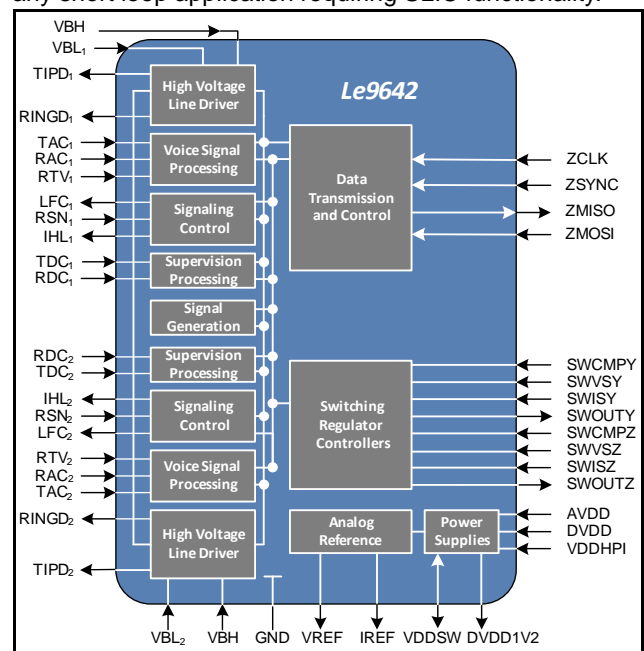 any short loop application requiring SLIC functionality.
VBH
VBL1
TIPD1
RINGD1
TAC1
RAC1
RTV1
LFC1
RSN1
IHL1
TDC1
RDC1
RDC2
TDC2
IHL2
RSN2
LFC2
RTV2
RAC2
TAC2
RINGD2
TIPD2
High Voltage
Line Driver
Voice Signal
Processing
Signaling
Control
Supervision
Processing
Signal
Generation
Supervision
Processing
Signaling
Control
Voice Signal
Processing
High Voltage
Line Driver
Le9642
Data
Transmission
and Control
Switching
Regulator
Controllers
Analog
Reference
Power
Supplies
ZCLK
ZSYNC
ZMISO
ZMOSI
SWCMPY
SWVSY
SWISY
SWOUTY
SWCMPZ
SWVSZ
SWISZ
SWOUTZ
AVDD
DVDD
VDDHPI
VBL2
VBH
GND
VREF
IREF
VDDSW
DVDD1V2